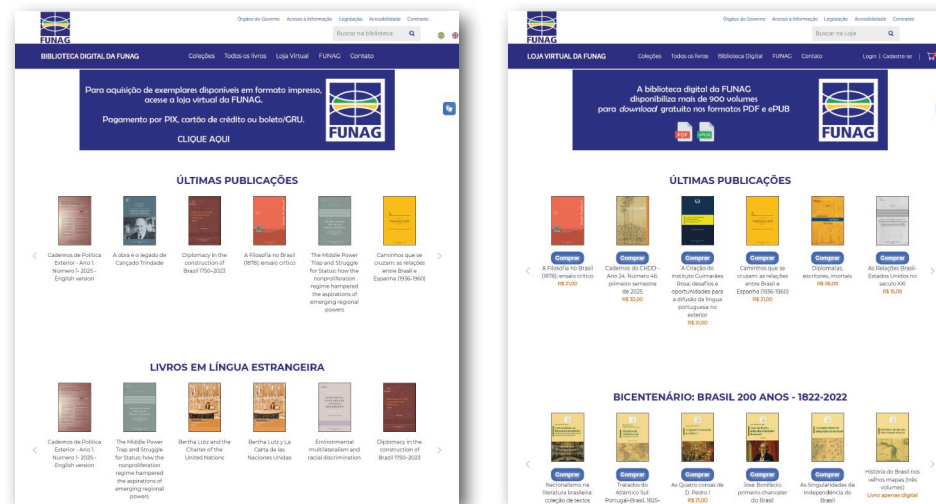 Órgãos do Governo Acesso à Informação Legislação Acessibilidade Contraste
FUNAG
Buscar na biblioteca
BIBLIOTECA DIGITAL DA FUNAG
Coleções Todos os livros Loja Virtual FUNAG Contato
Para aquisição de exemplares disponíveis em formato impresso,
acesse a loja virtual da FUNAG.
Pagamento por PIX, cartão de crédito ou boleto/GRU.
CLIQUE AQUI
FUNAG
ÚLTIMAS PUBLICAÇÕES
Cadernos de Política
Exterior - Ano 1.
Número 1- 2025 -
English version
A obra e o legado de
Cançado Trindade
Diplomacy in the
construction of
Brazil 1750–2023
A Filosofia no Brasil
(1878): ensaio crítico
The Middle Power
Trap and Struggle
for Status: how the
nonproliferation
regime hampered
the aspirations of
emerging regional
powers
Caminhos que se
cruzam: as relações
entre Brasil e
Espanha (1936-1960)
LIVROS EM LÍNGUA ESTRANGEIRA
Cadernos de Política
Exterior - Ano 1.
Número 1- 2025 -
English version
The Middle Power
Trap and Struggle
for Status: how the
nonproliferation
regime hampered
the aspirations of
emerging regional
powers
Bertha Lutz and the
Charter of the
United Nations
Bertha Lutz y La
Carta de las
Naciones Unidas
Environmental
multilateralism and
racial discrimination
Diplomacy in the
construction of
Brazil 1750–2023
Órgãos do Governo Acesso à Informação Legislação Acessibilidade Contraste
FUNAG
Buscar na Loja
LOJA VIRTUAL DA FUNAG
Coleções Todos os livros Biblioteca Digital FUNAG Contato
Login | Cadastre-se |
A biblioteca digital da FUNAG
disponibiliza mais de 900 volumes
para download gratuito nos formatos PDF e ePUB
PDF
ePUB
FUNAG
ÚLTIMAS PUBLICAÇÕES
Comprar
A Filosofia no Brasil
(1878): ensaio crítico
R$ 21,00
Comprar
Cadernos do CHDD -
Ano 24. Número 46.
primeiro semestre
de 2025
R$ 32,00
Comprar
A Criação do
Instituto Guimarães
Rosa: desafios e
oportunidades para
a difusão da língua
portuguesa no
exterior
R$ 21,00
Comprar
Caminhos que se
cruzam: as relações
entre Brasil e
Espanha (1936-1960)
R$ 21,00
Comprar
Diplomatas,
escritores, imortais
R$ 26,00
Comprar
As Relações Brasil-
Estados Unidos no
século XXI
R$ 15,00
BICENTENÁRIO: BRASIL 200 ANOS - 1822-2022
Comprar
Nacionalismo na
literatura brasileira:
coleção de textos
Comprar
Tratados do
Atlântico Sul:
Portugal-Brasil, 1825-
Comprar
As Quatro coroas de
D. Pedro I
R$ 21,00
Comprar
José Bonifácio,
primeiro chanceler
do Brasil
Comprar
As Singularidades da
Independência do
Brasil
História do Brasil nos
velhos mapas (três
volumes)
Livro apenas digital